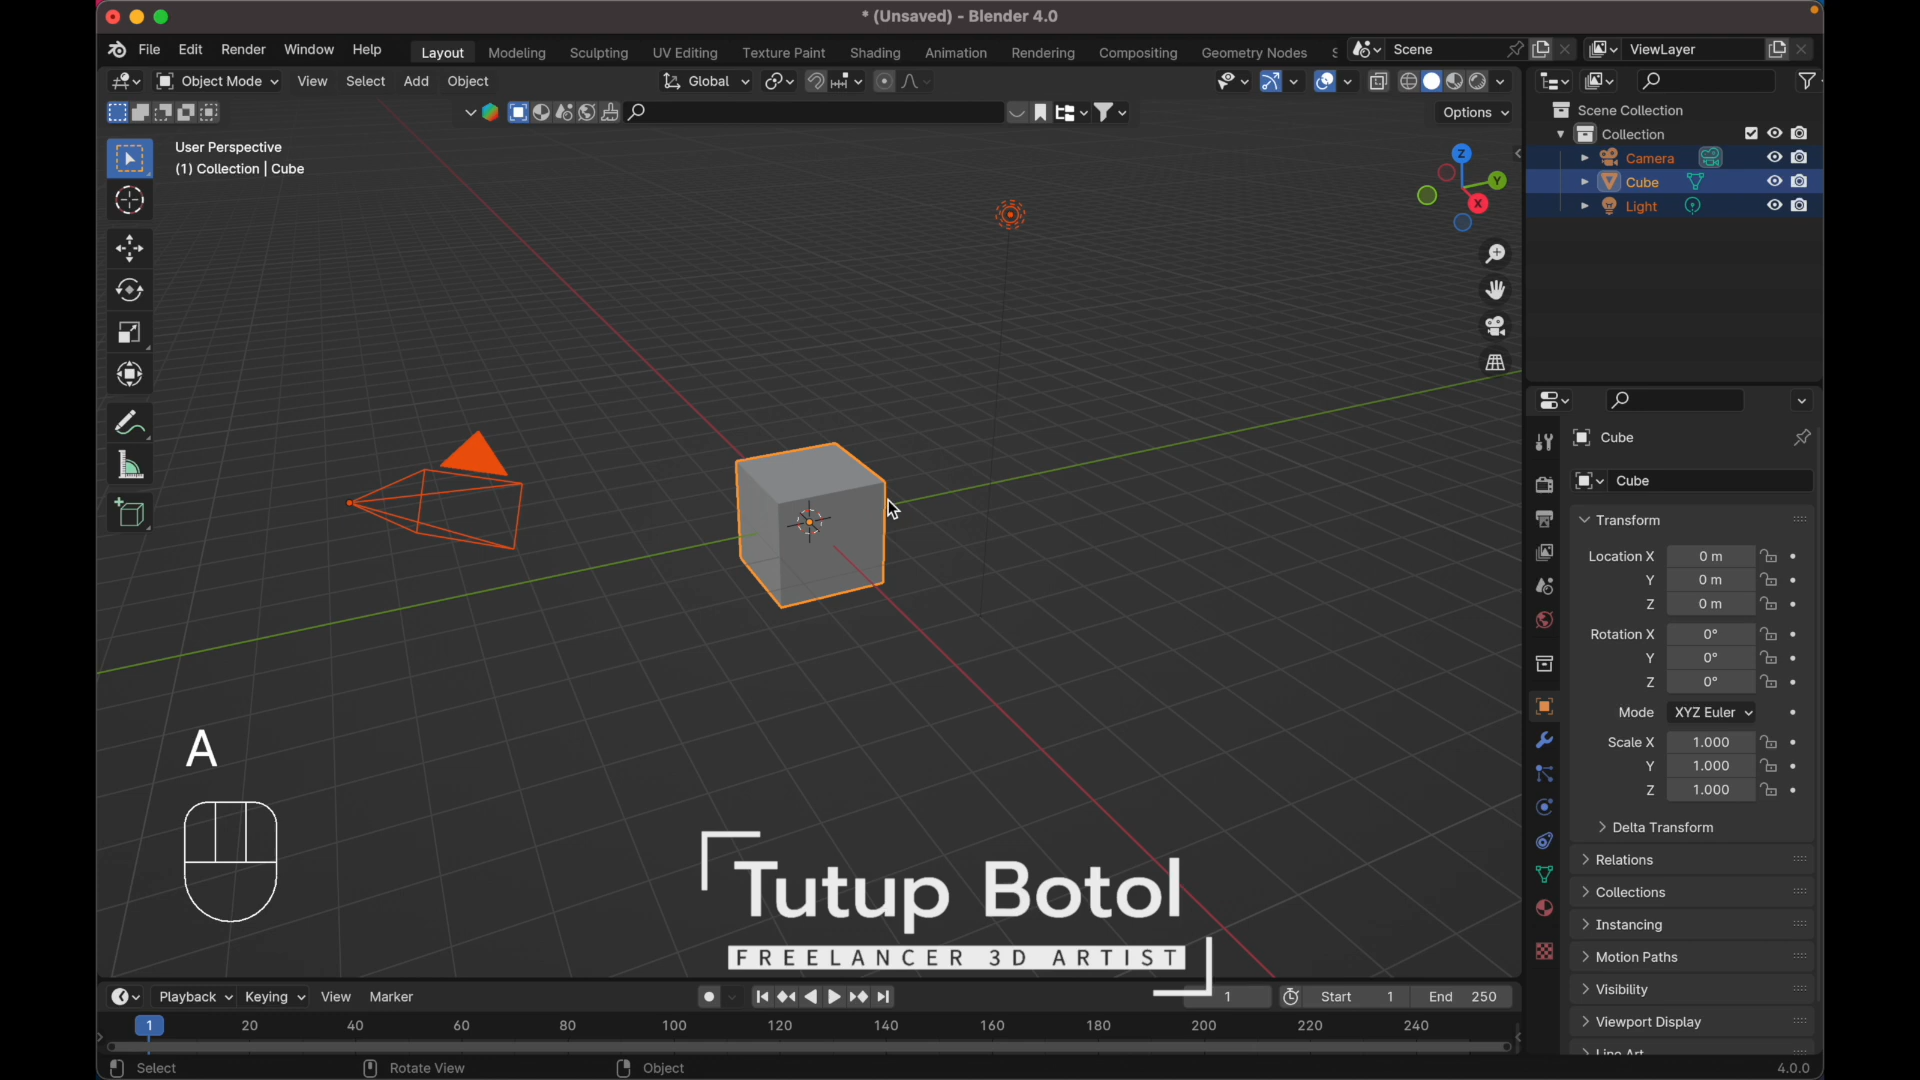 * (Unsaved) - Blender 4.0
File Edit Render Window Help
Layout Modeling Sculpting UV Editing Texture Paint Shading Animation Rendering Compositing Geometry Nodes S
Scene
ViewLayer
Object Mode View Select Add Object
Global
Options
User Perspective
(1) Collection | Cube
Z
Y
X
Scene Collection
Collection
Camera
Cube
Light
Cube
Cube
Transform
Location X 0 m
Y 0 m
Z 0 m
Rotation X 0°
Y 0°
Z 0°
Mode XYZ Euler
Scale X 1.000
Y 1.000
Z 1.000
Delta Transform
Relations
Collections
Instancing
Motion Paths
Visibility
Viewport Display
Line Art
A
Tutup Botol
FREELANCER 3D ARTIST
Playback Keying View Marker
1 Start 1 End 250
1 20 40 60 80 100 120 140 160 180 200 220 240
Select Rotate View Object
4.0.0